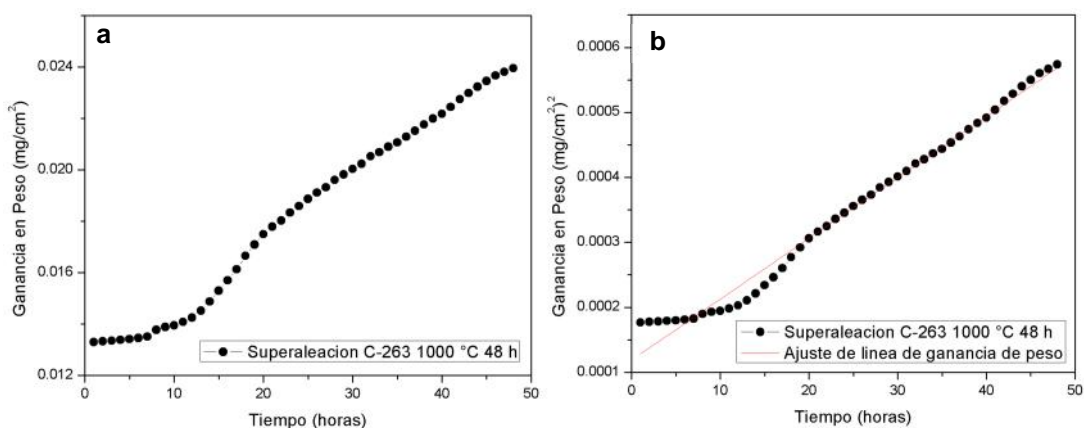 a
0.024
0.020
0.016
0.012
Ganancia en Peso (mg/cm²)
0 10 20 30 40 50
Tiempo (horas)
Superaleacion C-263 1000 °C 48 h
b
0.0006
0.0005
0.0004
0.0003
0.0002
0.0001
Ganancia en Peso (mg/cm²)²
0 10 20 30 40 50
Tiempo (horas)
Superaleacion C-263 1000 °C 48 h
Ajuste de linea de ganancia de peso